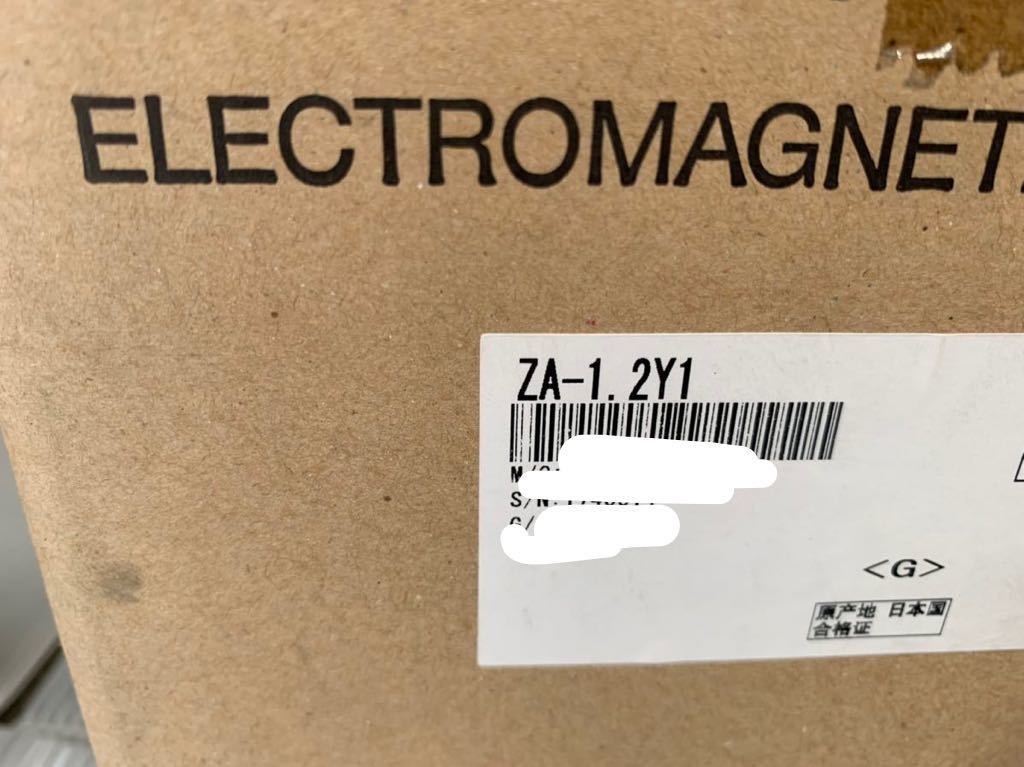 ELECTROMAGNET
ZA-1.2Y1
S/N:
G/
<G>
原产地 日本国
合格证